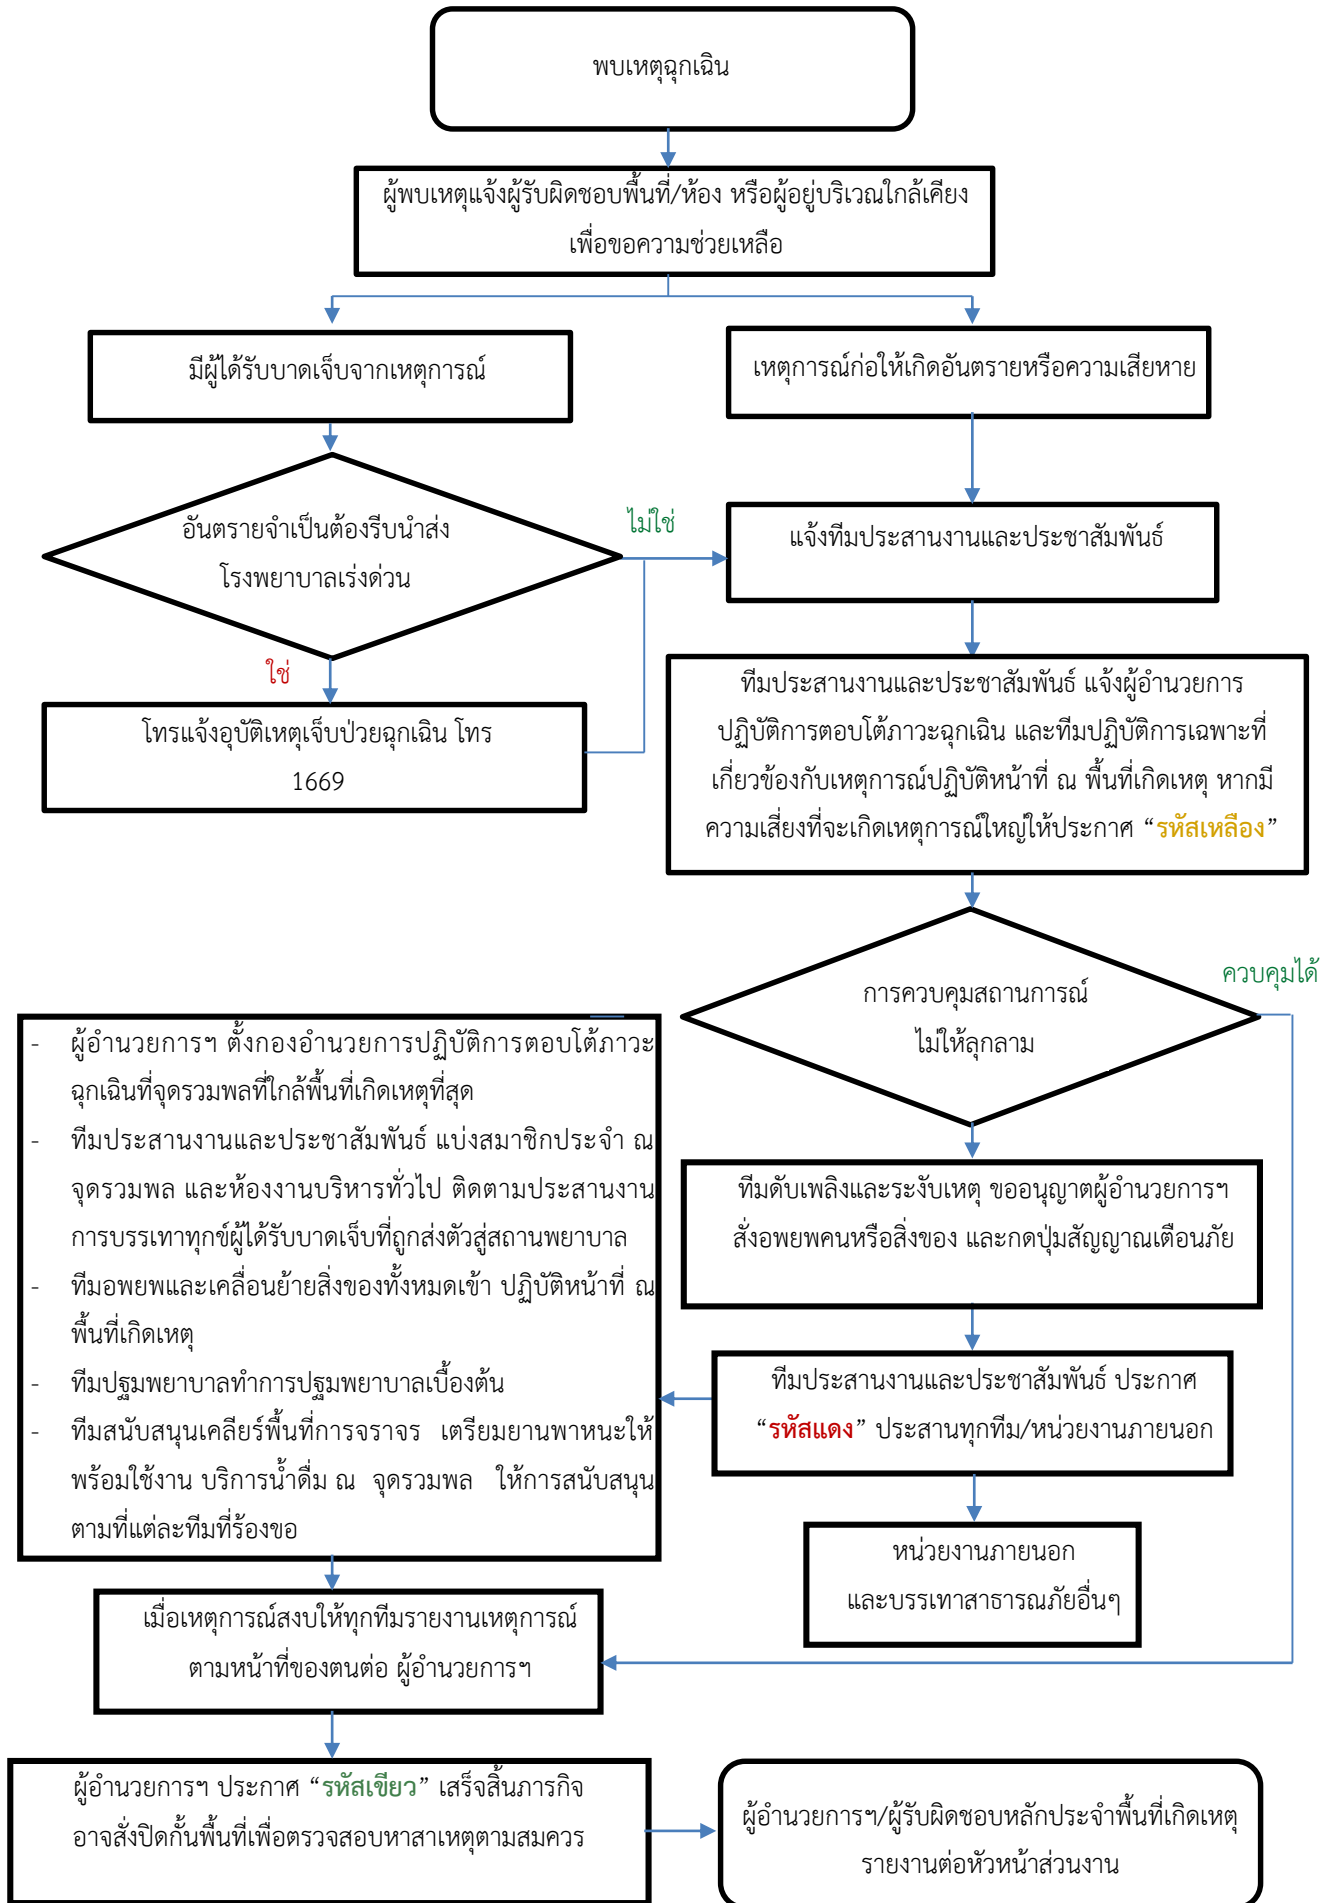 พบเหตุฉุกเฉิน
ผู้พบเหตุแจ้งผู้รับผิดชอบพื้นที่/ห้อง หรือผู้อยู่บริเวณใกล้เคียง
เพื่อขอความช่วยเหลือ
มีผู้ได้รับบาดเจ็บจากเหตุการณ์
เหตุการณ์ก่อให้เกิดอันตรายหรือความเสียหาย
อันตรายจำเป็นต้องรีบนำส่ง
โรงพยาบาลเร่งด่วน
ไม่ใช่
แจ้งทีมประสานงานและประชาสัมพันธ์
ใช่
โทรแจ้งอุบัติเหตุเจ็บป่วยฉุกเฉิน โทร
1669
ทีมประสานงานและประชาสัมพันธ์ แจ้งผู้อำนวยการ
ปฏิบัติการตอบโต้ภาวะฉุกเฉิน และทีมปฏิบัติการเฉพาะที่
เกี่ยวข้องกับเหตุการณ์ปฏิบัติหน้าที่ ณ พื้นที่เกิดเหตุ หากมี
ความเสี่ยงที่จะเกิดเหตุการณ์ใหญ่ให้ประกาศ “รหัสเหลือง”
การควบคุมสถานการณ์
ไม่ให้ลุกลาม
ควบคุมได้
- ผู้อำนวยการฯ ตั้งกองอำนวยการปฏิบัติการตอบโต้ภาวะ
ฉุกเฉินที่จุดรวมพลที่ใกล้พื้นที่เกิดเหตุที่สุด
- ทีมประสานงานและประชาสัมพันธ์ แบ่งสมาชิกประจำ ณ
จุดรวมพล และห้องงานบริหารทั่วไป ติดตามประสานงาน
การบรรเทาทุกข์ผู้ได้รับบาดเจ็บที่ถูกส่งตัวสู่สถานพยาบาล
- ทีมอพยพและเคลื่อนย้ายสิ่งของทั้งหมดเข้า ปฏิบัติหน้าที่ ณ
พื้นที่เกิดเหตุ
- ทีมปฐมพยาบาลทำการปฐมพยาบาลเบื้องต้น
- ทีมสนับสนุนเคลียร์พื้นที่การจราจร เตรียมยานพาหนะให้
พร้อมใช้งาน บริการน้ำดื่ม ณ จุดรวมพล ให้การสนับสนุน
ตามที่แต่ละทีมที่ร้องขอ
ทีมดับเพลิงและระงับเหตุ ขออนุญาตผู้อำนวยการฯ
สั่งอพยพคนหรือสิ่งของ และกดปุ่มสัญญาณเตือนภัย
ทีมประสานงานและประชาสัมพันธ์ ประกาศ
“รหัสแดง” ประสานทุกทีม/หน่วยงานภายนอก
หน่วยงานภายนอก
และบรรเทาสาธารณภัยอื่นๆ
เมื่อเหตุการณ์สงบให้ทุกทีมรายงานเหตุการณ์
ตามหน้าที่ของตนต่อ ผู้อำนวยการฯ
ผู้อำนวยการฯ ประกาศ “รหัสเขียว” เสร็จสิ้นภารกิจ
อาจสั่งปิดกั้นพื้นที่เพื่อตรวจสอบหาสาเหตุตามสมควร
ผู้อำนวยการฯ/ผู้รับผิดชอบหลักประจำพื้นที่เกิดเหตุ
รายงานต่อหัวหน้าส่วนงาน